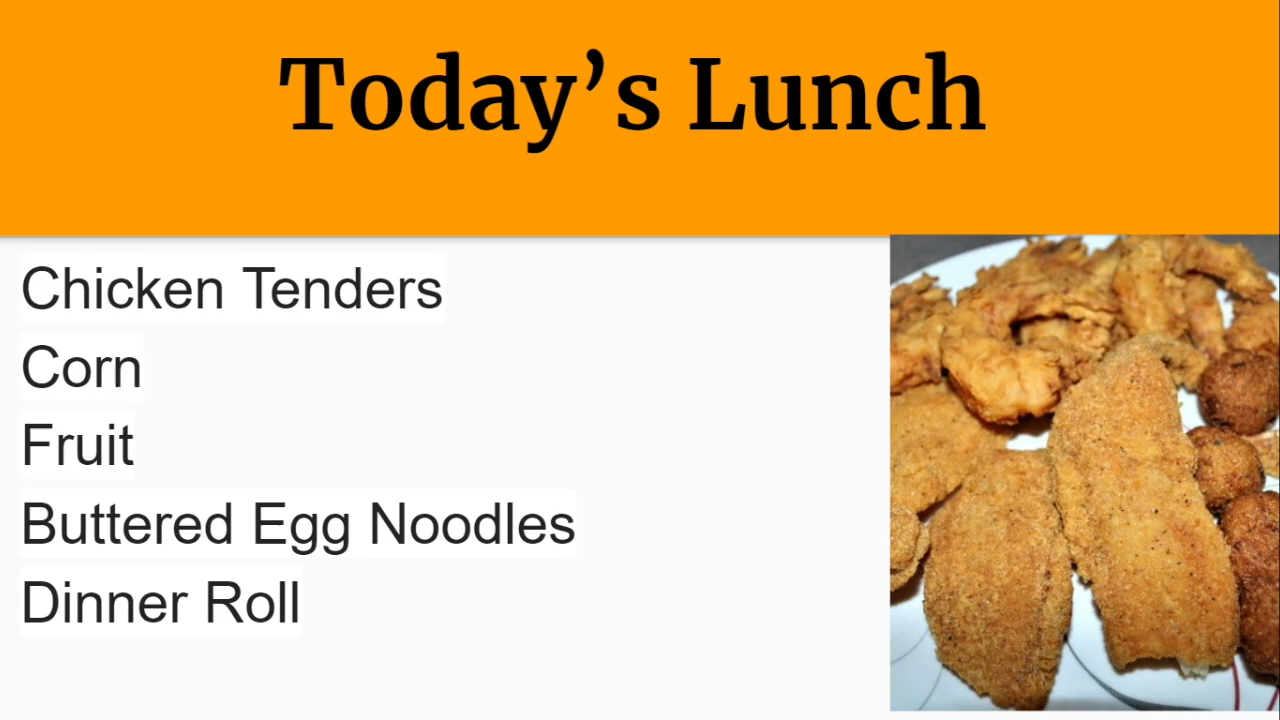 Today’s Lunch
Chicken Tenders
Corn
Fruit
Buttered Egg Noodles
Dinner Roll